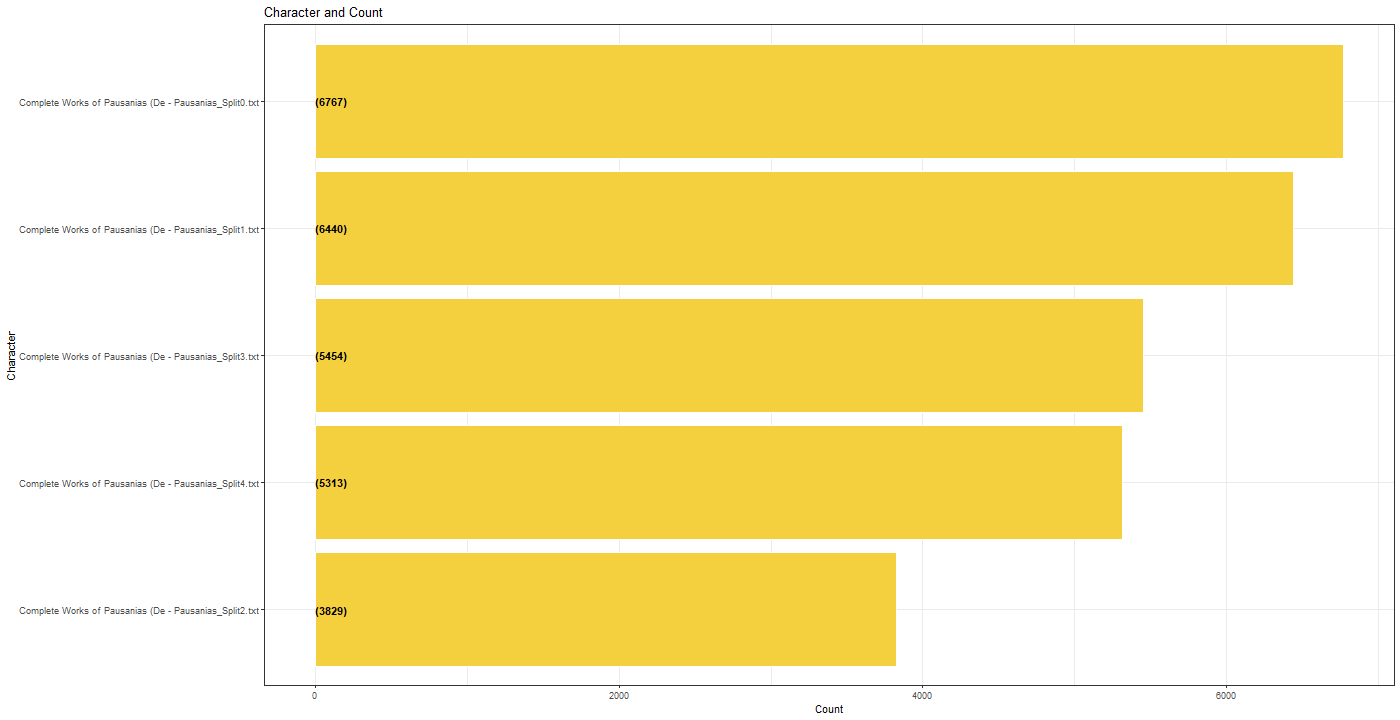 Character and Count
Complete Works of Pausanias (De - Pausanias_Split0.txt
(6767)
Complete Works of Pausanias (De - Pausanias_Split1.txt
(6440)
Complete Works of Pausanias (De - Pausanias_Split3.txt
(5454)
Complete Works of Pausanias (De - Pausanias_Split4.txt
(5313)
Complete Works of Pausanias (De - Pausanias_Split2.txt
(3829)
Character
0 2000 4000 6000
Count